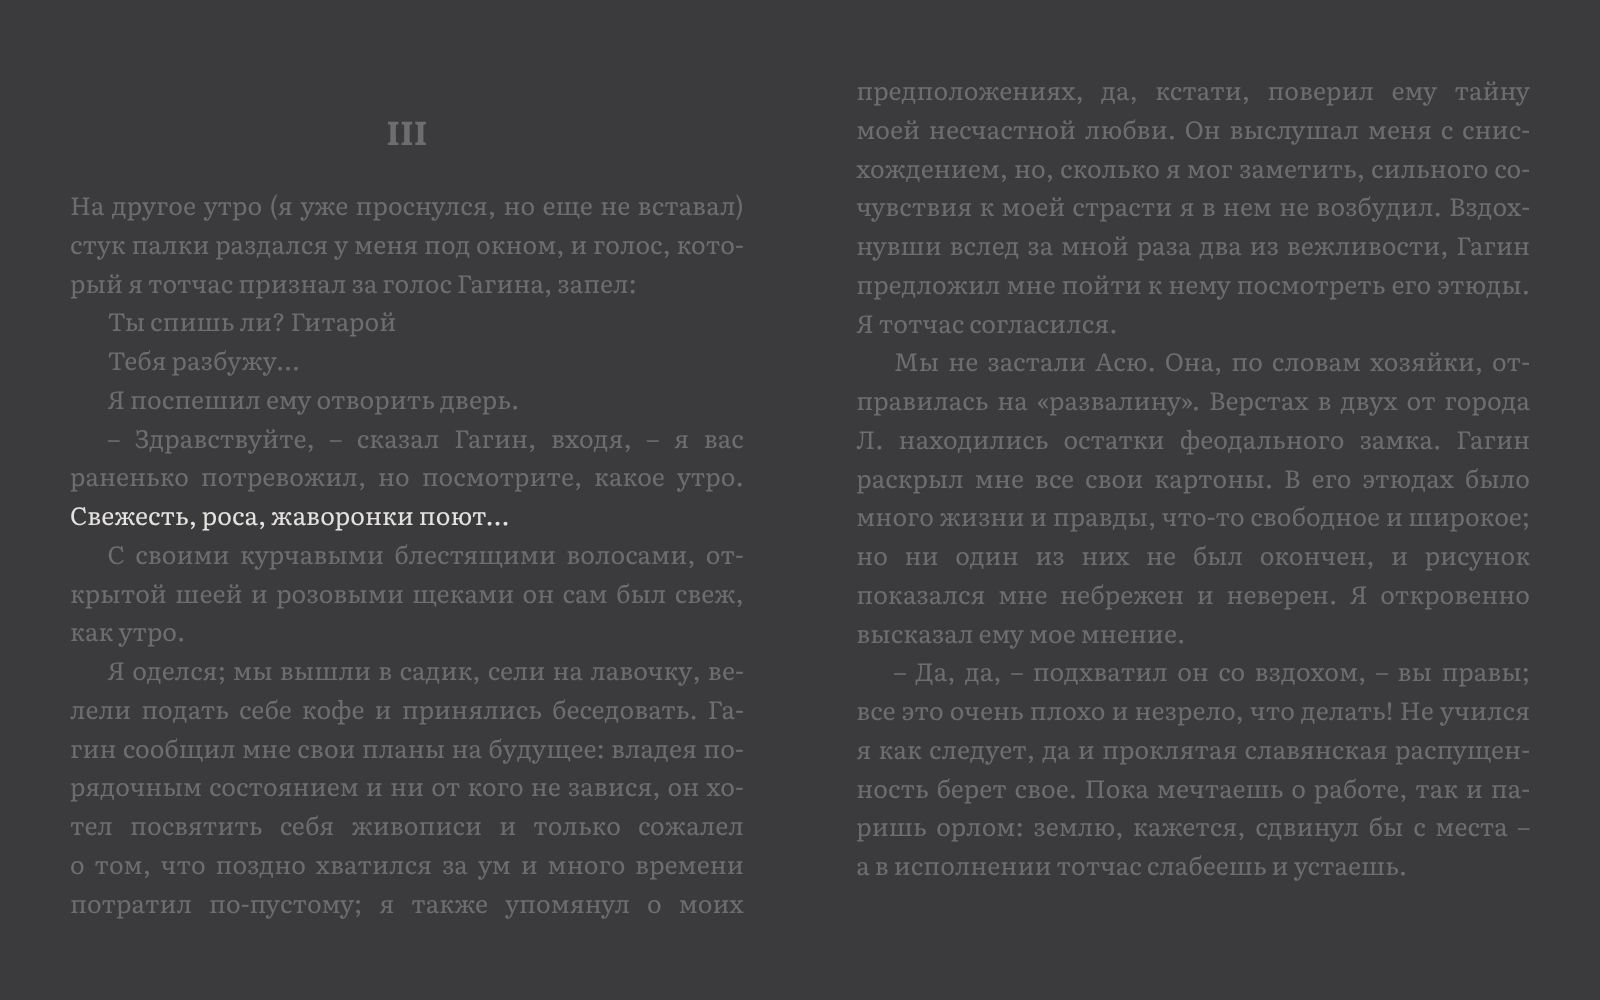 III
На другое утро (я уже проснулся, но еще не вставал)
стук палки раздался у меня под окном, и голос, кото-
рый я тотчас признал за голос Гагина, запел:
Ты спишь ли? Гитарой
Тебя разбужу...
Я поспешил ему отворить дверь.
– Здравствуйте, – сказал Гагин, входя, – я вас
раненько потревожил, но посмотрите, какое утро.
Свежесть, роса, жаворонки поют...
С своими курчавыми блестящими волосами, от-
крытой шеей и розовыми щеками он сам был свеж,
как утро.
Я оделся; мы вышли в садик, сели на лавочку, ве-
лели подать себе кофе и принялись беседовать. Га-
гин сообщил мне свои планы на будущее: владея по-
рядочным состоянием и ни от кого не завися, он хо-
тел посвятить себя живописи и только сожалел
о том, что поздно хватился за ум и много времени
потратил по-пустому; я также упомянул о моих
предположениях, да, кстати, поверил ему тайну
моей несчастной любви. Он выслушал меня с снис-
хождением, но, сколько я мог заметить, сильного со-
чувствия к моей страсти я в нем не возбудил. Вздох-
нувши вслед за мной раза два из вежливости, Гагин
предложил мне пойти к нему посмотреть его этюды.
Я тотчас согласился.
Мы не застали Асю. Она, по словам хозяйки, от-
правилась на «развалину». Верстах в двух от города
Л. находились остатки феодального замка. Гагин
раскрыл мне все свои картоны. В его этюдах было
много жизни и правды, что-то свободное и широкое;
но ни один из них не был окончен, и рисунок
показался мне небрежен и неверен. Я откровенно
высказал ему мое мнение.
– Да, да, – подхватил он со вздохом, – вы правы;
все это очень плохо и незрело, что делать! Не учился
я как следует, да и проклятая славянская распущен-
ность берет свое. Пока мечтаешь о работе, так и па-
ришь орлом: землю, кажется, сдвинул бы с места –
а в исполнении тотчас слабеешь и устаешь.